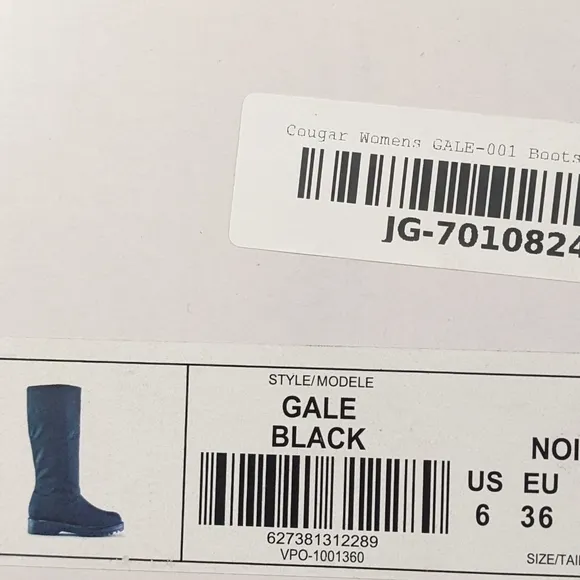 Cougar Womens GALE-001 Boots
JG-7010824
STYLE/MODELE
GALE
BLACK
NOI
US EU
6 36
627381312289
VPO-1001360
SIZE/TAI